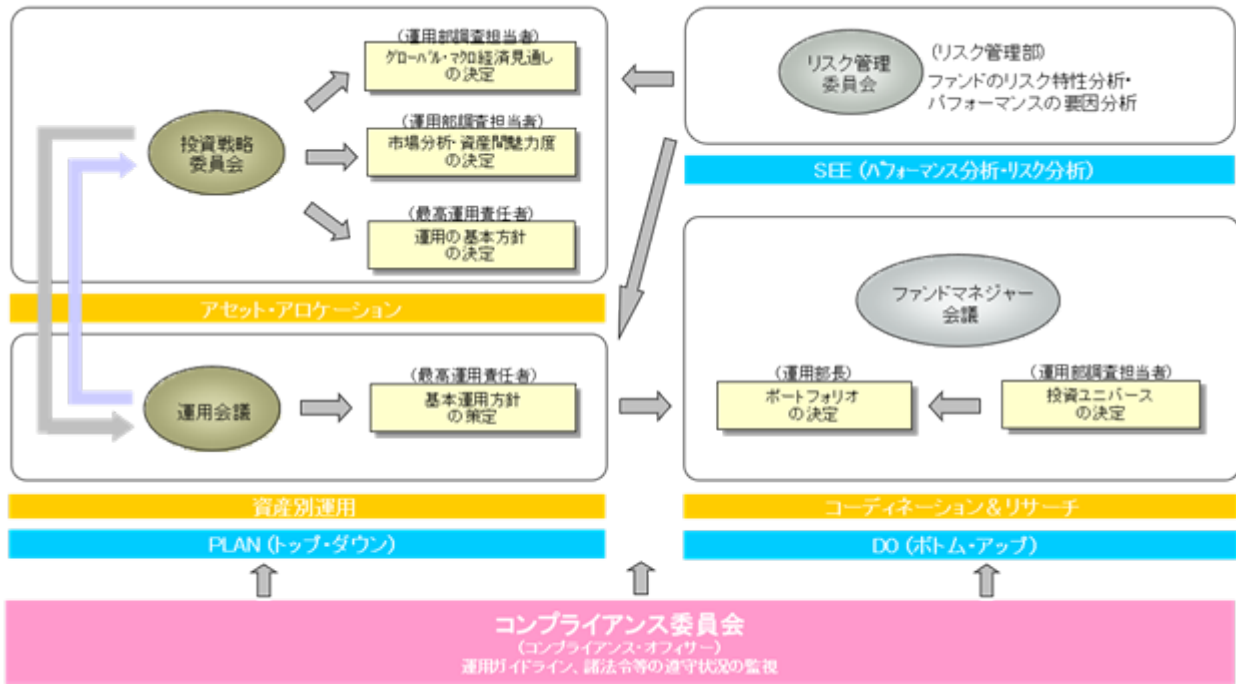 (運用部調査担当者)
グローバル・マクロ経済見通し
の決定
投資戦略
委員会
(運用部調査担当者)
市場分析・資産間魅力度
の決定
(最高運用責任者)
運用の基本方針
の決定
アセット・アロケーション
運用会議
(最高運用責任者)
基本運用方針
の策定
資産別運用
PLAN (トップ・ダウン)
リスク管理
委員会
(リスク管理部)
ファンドのリスク特性分析・
パフォーマンスの要因分析
SEE (パフォーマンス分析・リスク分析)
ファンドマネジャー
会議
(運用部長)
ポートフォリオ
の決定
(運用部調査担当者)
投資ユニバース
の決定
コーディネーション&リサーチ
DO (ボトム・アップ)
コンプライアンス委員会
(コンプライアンス・オフィサー)
運用ガイドライン、諸法令等の遵守状況の監視